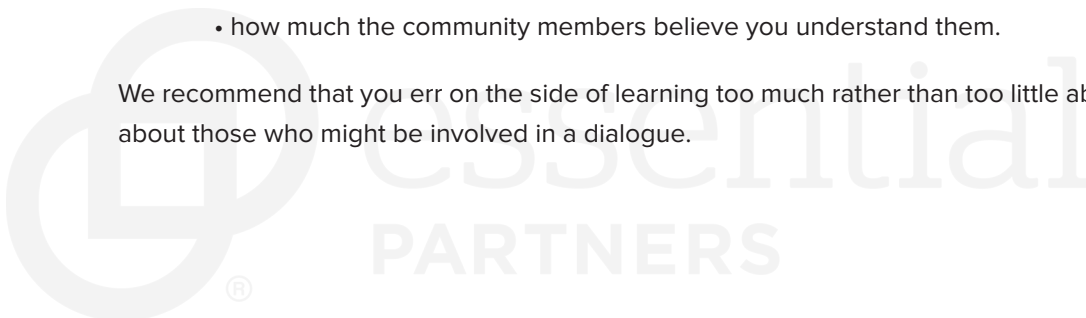 • how much the community members believe you understand them.
We recommend that you err on the side of learning too much rather than too little
about those who might be involved in a dialogue.
essential
PARTNERS
®